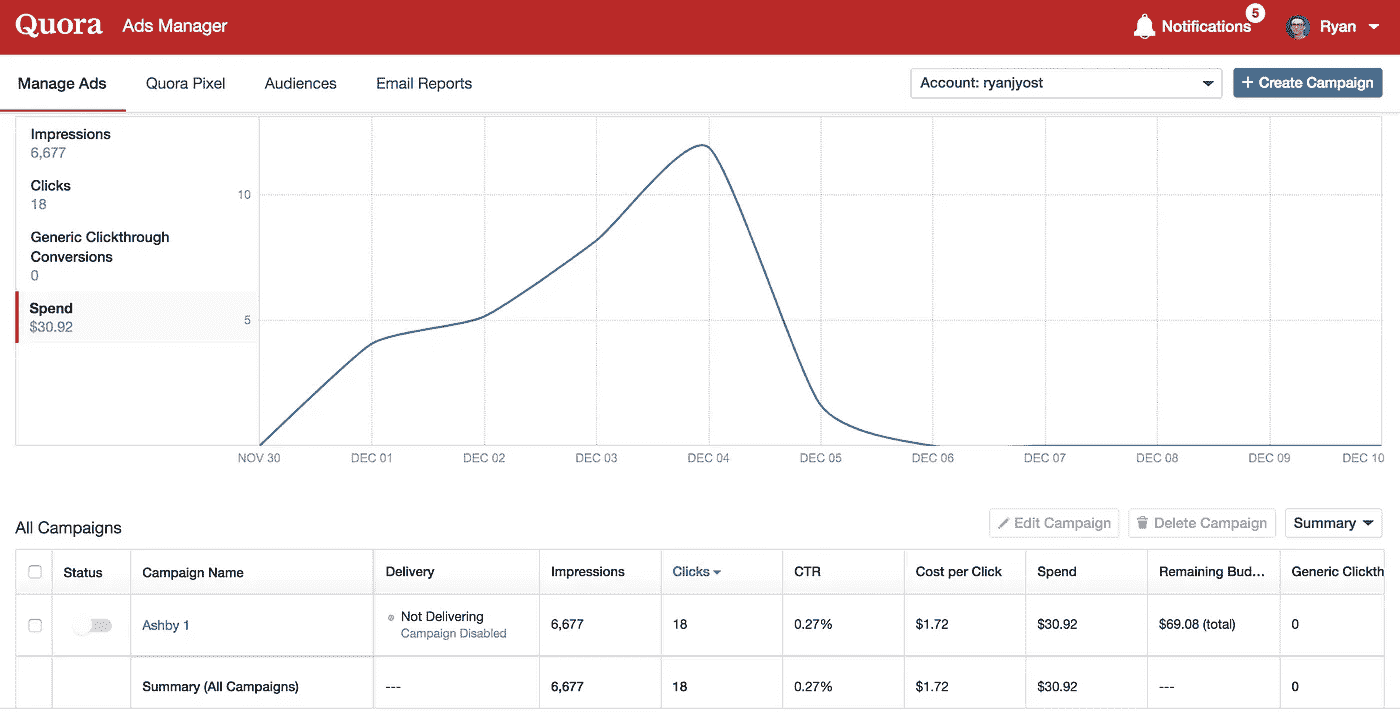 Quora Ads Manager
5
Notifications
Ryan
Manage Ads Quora Pixel Audiences Email Reports
Account: ryanjyost
+ Create Campaign
Impressions
6,677
Clicks
18
Generic Clickthrough
Conversions
0
Spend
$30.92
10
5
NOV 30 DEC 01 DEC 02 DEC 03 DEC 04 DEC 05 DEC 06 DEC 07 DEC 08 DEC 09 DEC 10
All Campaigns
Edit Campaign Delete Campaign Summary
Status Campaign Name Delivery Impressions Clicks CTR Cost per Click Spend Remaining Bud... Generic Clickth
Ashby 1 Not Delivering 6,677 18 0.27% $1.72 $30.92 $69.08 (total) 0
Campaign Disabled
Summary (All Campaigns) --- 6,677 18 0.27% $1.72 $30.92 --- 0